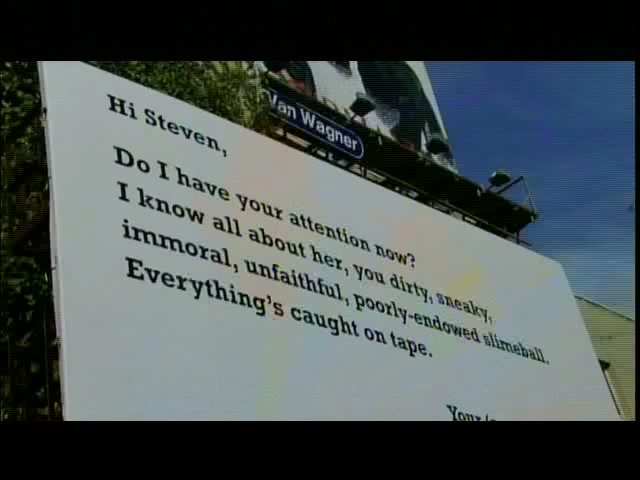 Van Wagner
Hi Steven,
Do I have your attention now?
I know all about her, you dirty, sneaky,
immoral, unfaithful, poorly-endowed slimeball.
Everything's caught on tape.
Your